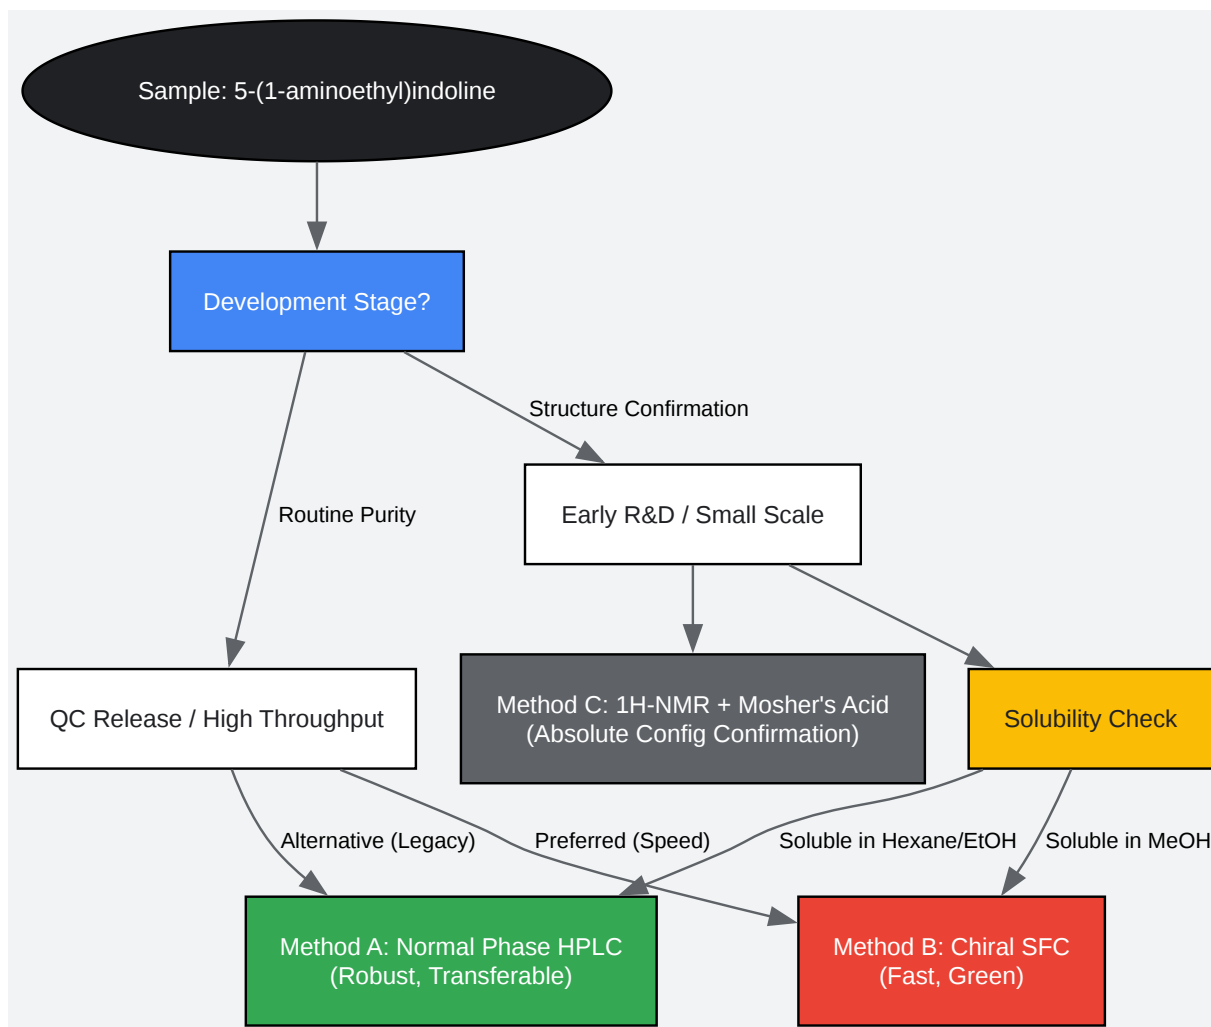 Sample: 5-(1-aminoethyl)indoline
Development Stage?
Structure Confirmation
Routine Purity
Early R&D / Small Scale
QC Release / High Throughput
Method C: 1H-NMR + Mosher's Acid
(Absolute Config Confirmation)
Solubility Check
Alternative (Legacy)
Preferred (Speed)
Soluble in Hexane/EtOH
Soluble in MeOH
Method A: Normal Phase HPLC
(Robust, Transferable)
Method B: Chiral SFC
(Fast, Green)